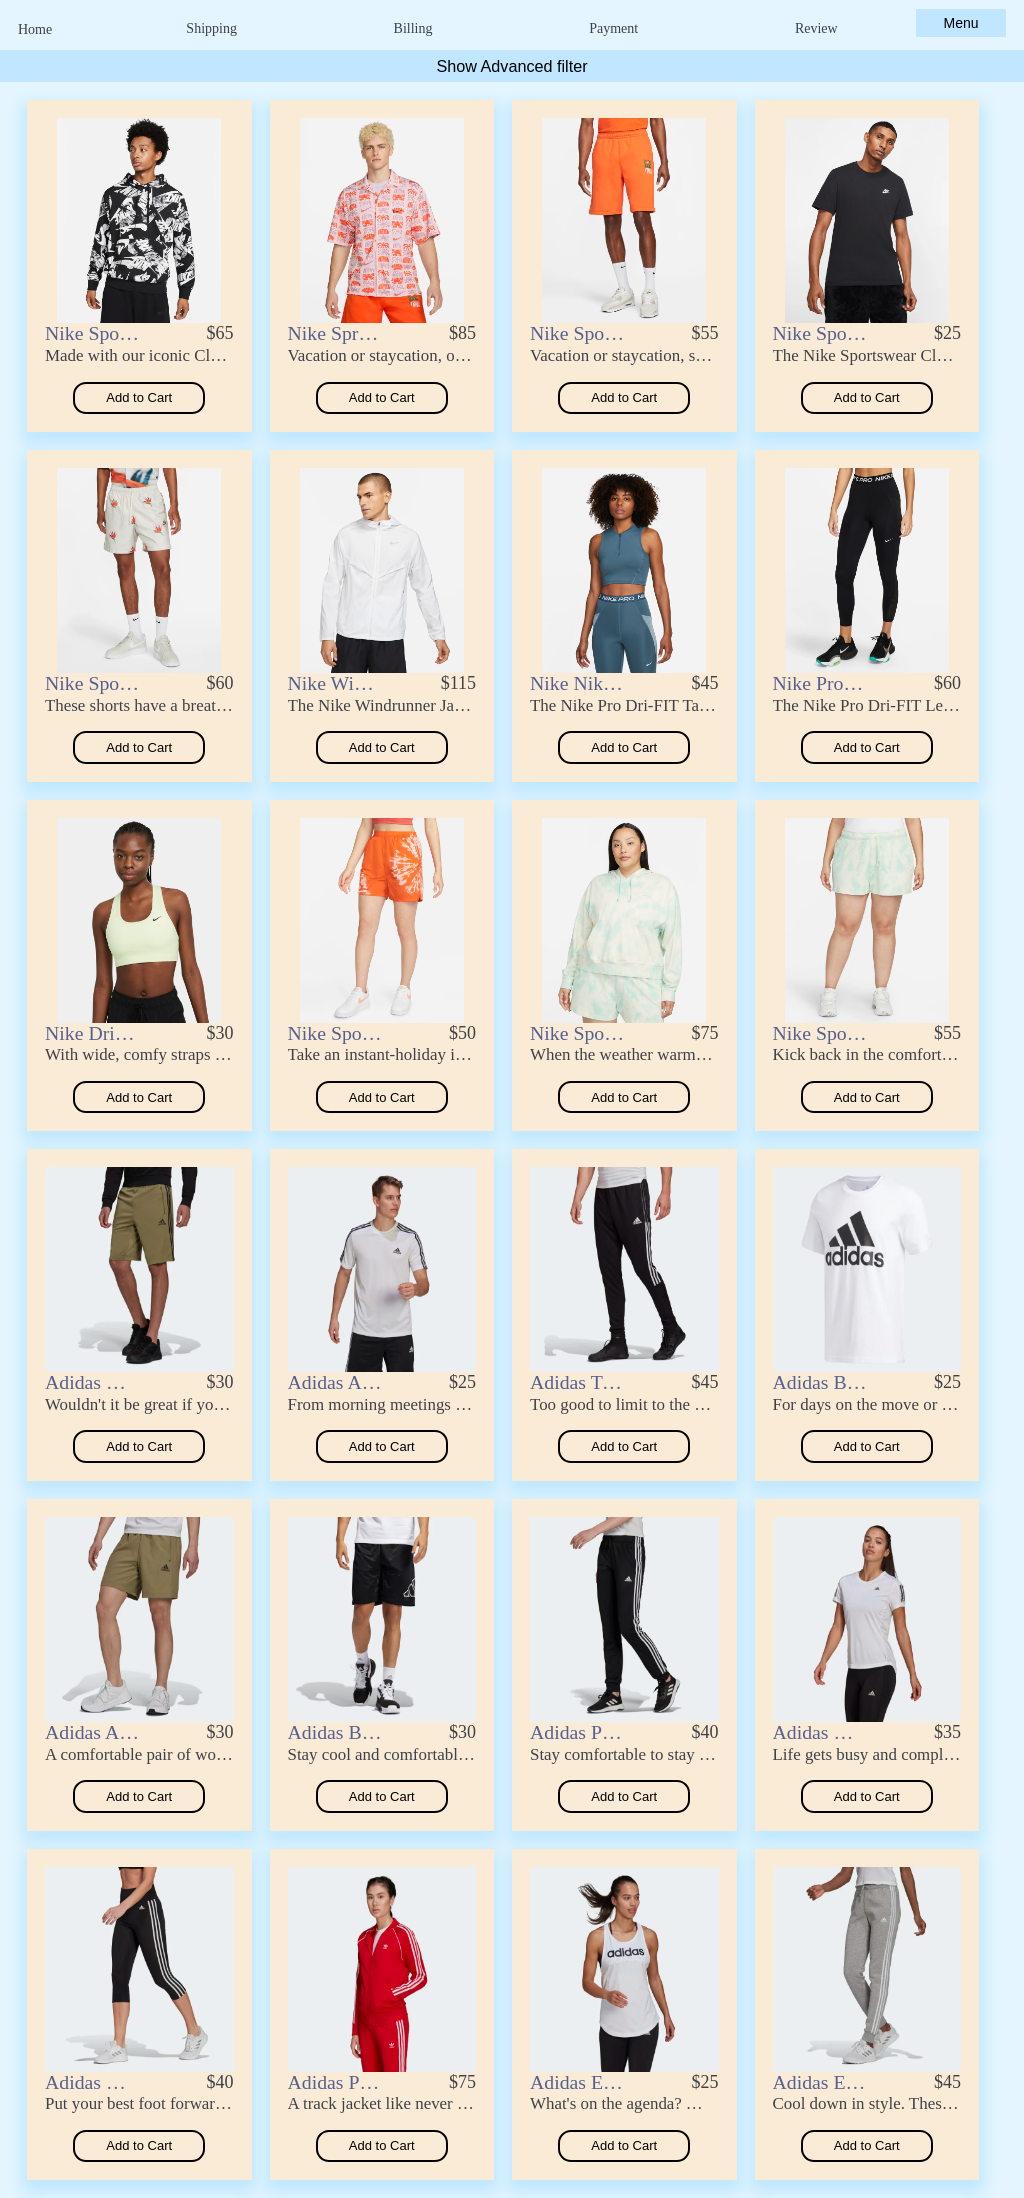 Home Shipping Billing Payment Review Menu
Show Advanced filter
Nike Spo… $65
Made with our iconic Cl…
Add to Cart
Nike Spr… $85
Vacation or staycation, o…
Add to Cart
Nike Spo… $55
Vacation or staycation, s…
Add to Cart
Nike Spo… $25
The Nike Sportswear Cl…
Add to Cart
Nike Spo… $60
These shorts have a breat…
Add to Cart
Nike Wi… $115
The Nike Windrunner Ja…
Add to Cart
Nike Nik… $45
The Nike Pro Dri-FIT Ta…
Add to Cart
Nike Pro… $60
The Nike Pro Dri-FIT Le…
Add to Cart
Nike Dri… $30
With wide, comfy straps …
Add to Cart
Nike Spo… $50
Take an instant-holiday i…
Add to Cart
Nike Spo… $75
When the weather warm…
Add to Cart
Nike Spo… $55
Kick back in the comfort…
Add to Cart
Adidas … $30
Wouldn't it be great if yo…
Add to Cart
Adidas A… $25
From morning meetings …
Add to Cart
Adidas T… $45
Too good to limit to the …
Add to Cart
adidas
Adidas B… $25
For days on the move or …
Add to Cart
Adidas A… $30
A comfortable pair of wo…
Add to Cart
Adidas B… $30
Stay cool and comfortabl…
Add to Cart
Adidas P… $40
Stay comfortable to stay …
Add to Cart
Adidas … $35
Life gets busy and compl…
Add to Cart
Adidas … $40
Put your best foot forwar…
Add to Cart
Adidas P… $75
A track jacket like never …
Add to Cart
adidas
Adidas E… $25
What's on the agenda? …
Add to Cart
Adidas E… $45
Cool down in style. Thes…
Add to Cart